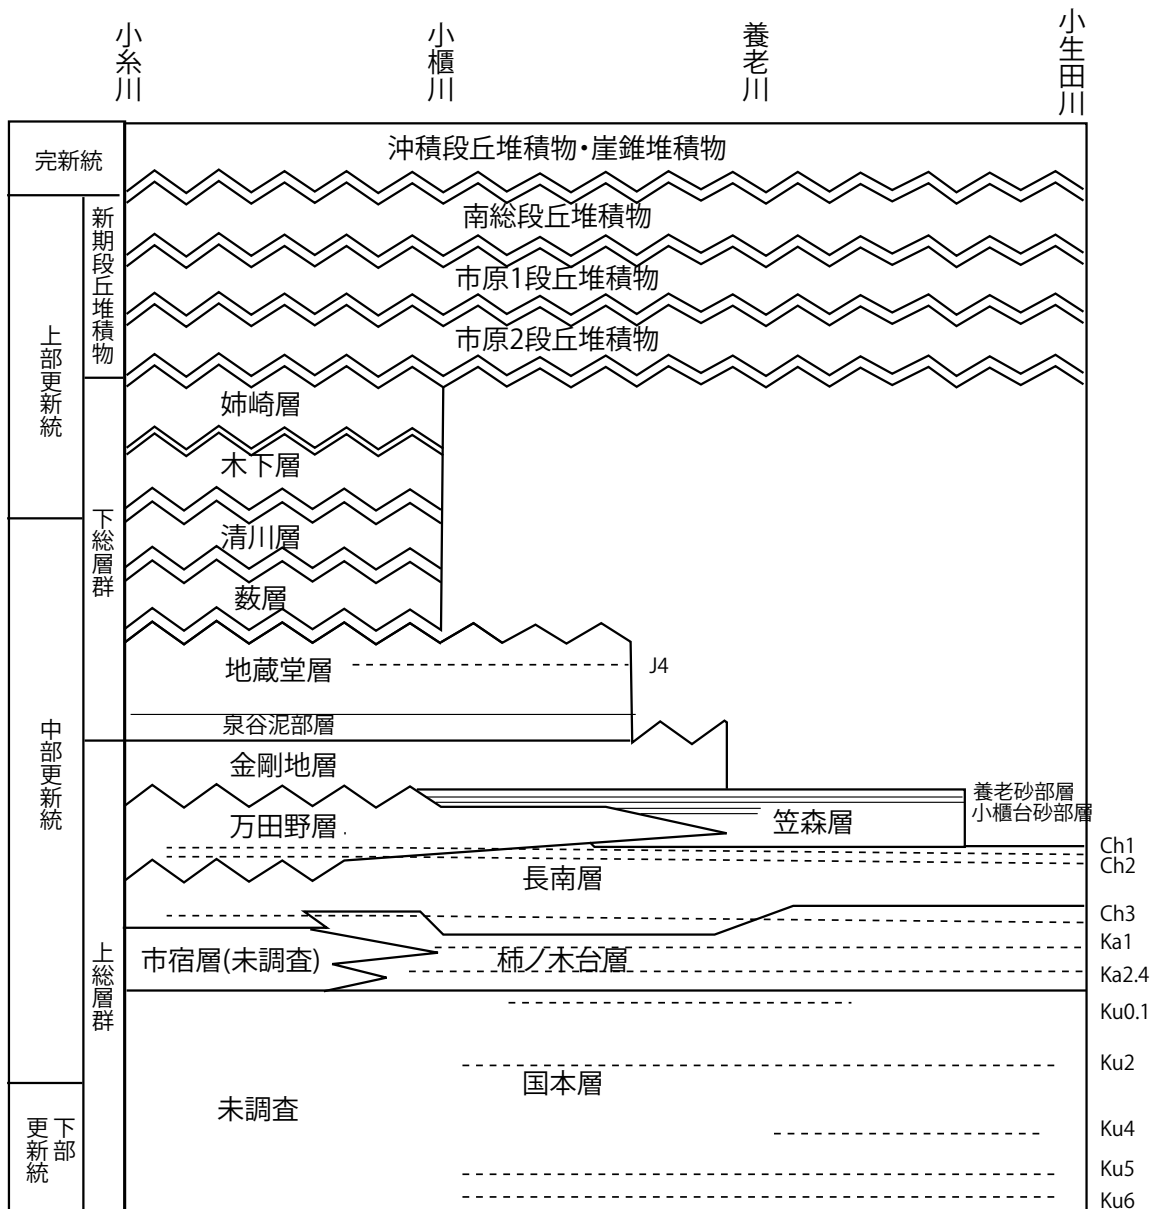 小糸川
小櫃川
養老川
小生田川
完新統
沖積段丘堆積物・崖錐堆積物
新期段丘堆積物
南総段丘堆積物
市原1段丘堆積物
市原2段丘堆積物
上部更新統
姉崎層
木下層
下総層群
清川層
藪層
地蔵堂層
J4
泉谷泥部層
中部更新統
金剛地層
養老砂部層
小櫃台砂部層
万田野層
笠森層
Ch1
Ch2
長南層
Ch3
上総層群
市宿層(未調査)
柿ノ木台層
Ka1
Ka2.4
Ku0.1
国本層
Ku2
未調査
下部
更新統
Ku4
Ku5
Ku6